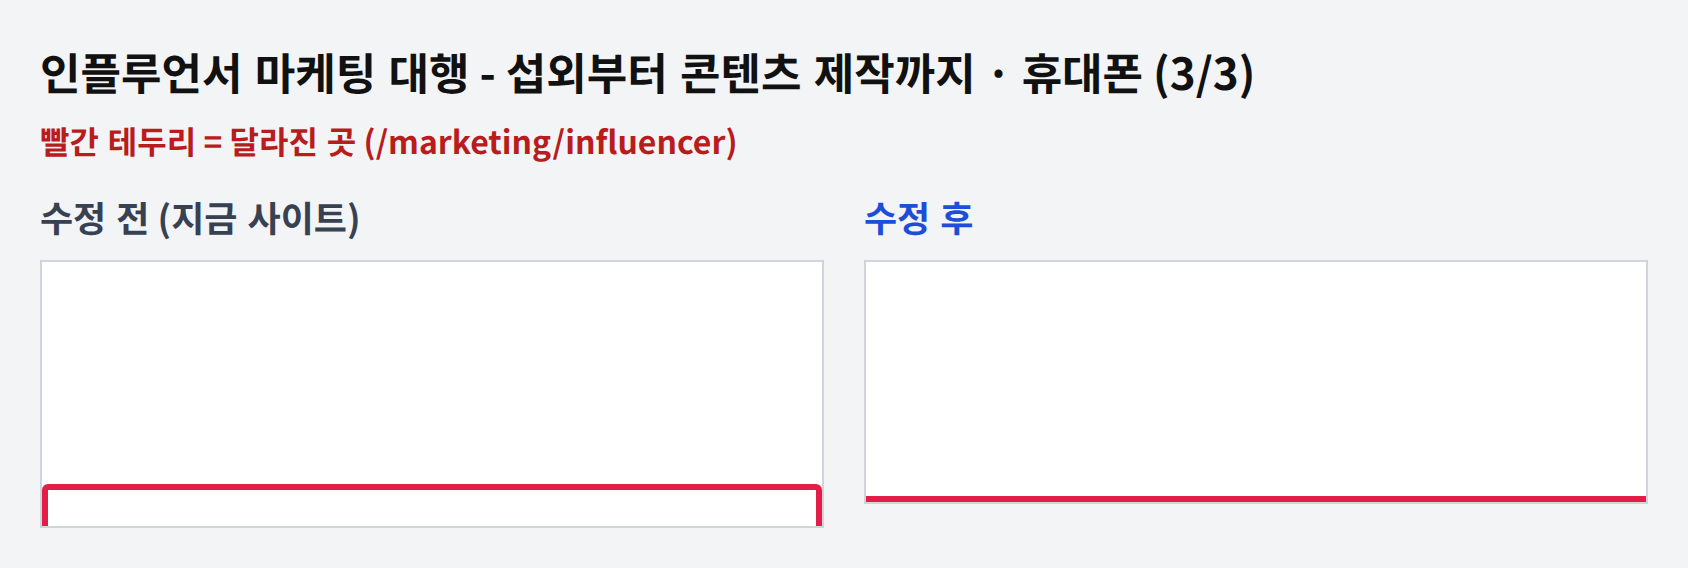 인플루언서 마케팅 대행 - 섭외부터 콘텐츠 제작까지 · 휴대폰 (3/3)
빨간 테두리 = 달라진 곳 (/marketing/influencer)
수정 전 (지금 사이트)
수정 후